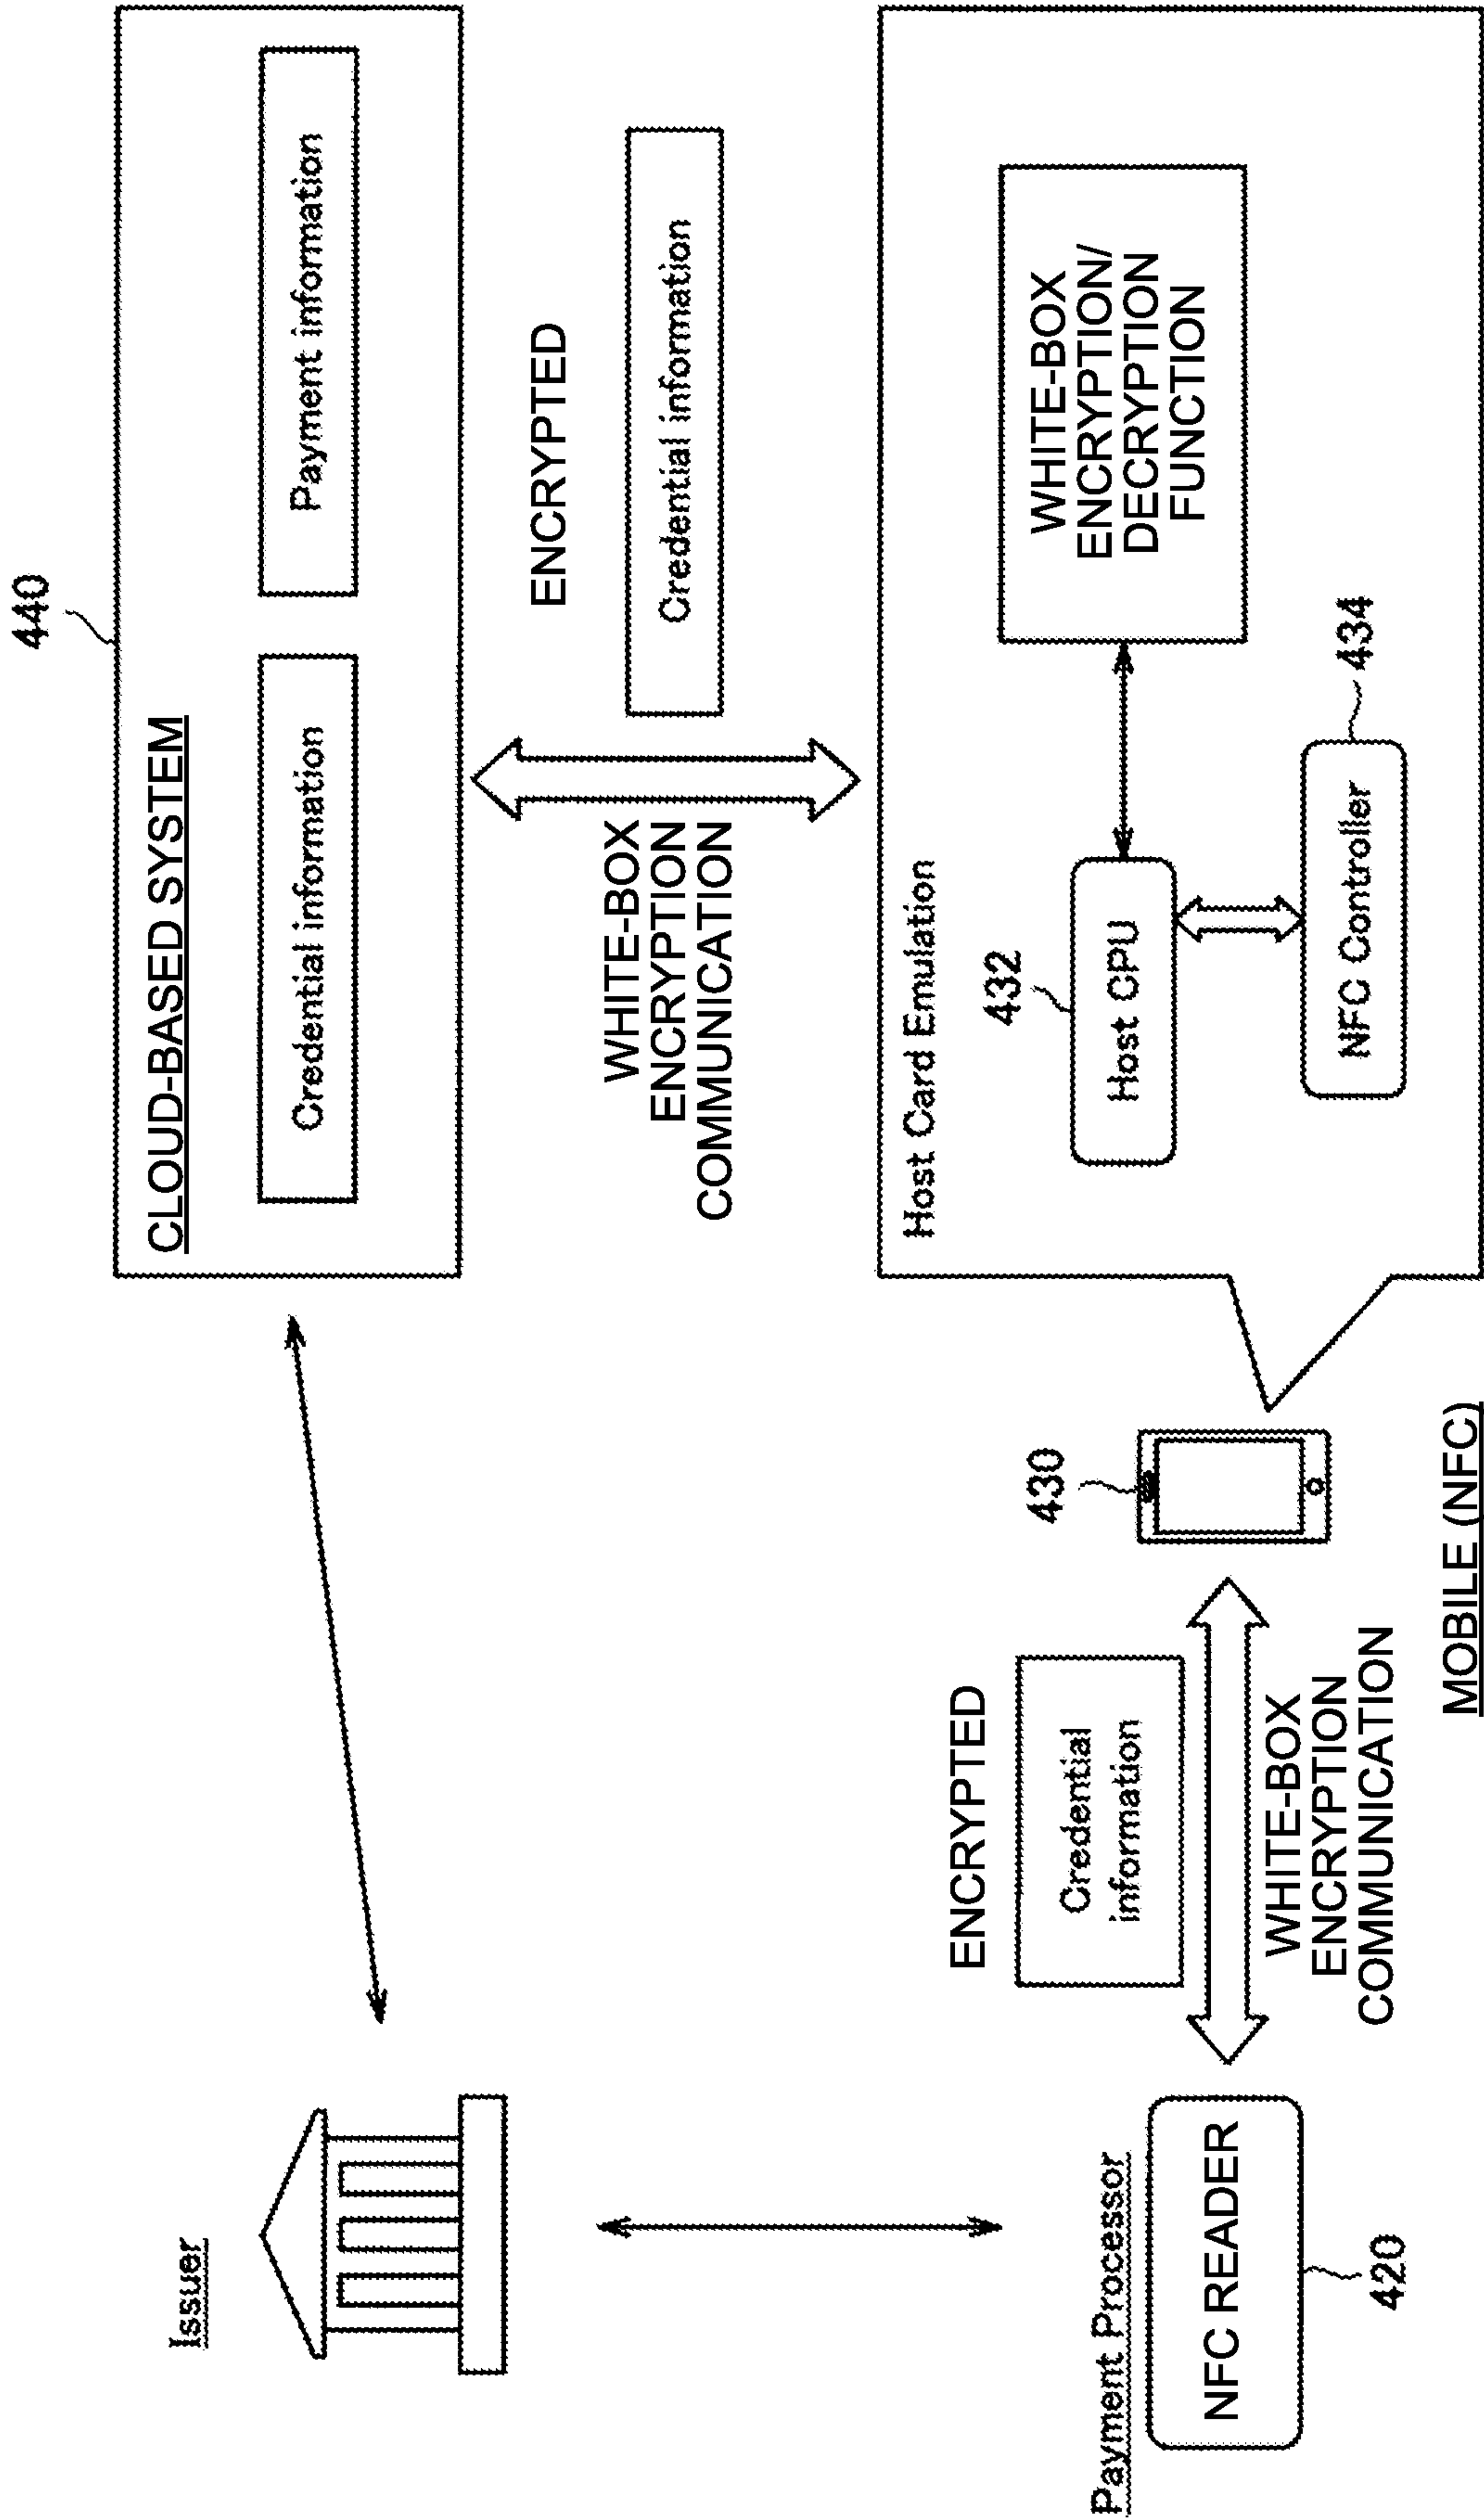 440
CLOUD-BASED SYSTEM
Credential information
Payment information
Issuer
WHITE-BOX
ENCRYPTION
COMMUNICATION
ENCRYPTED
Credential information
Payment Processor
NFC READER
420
ENCRYPTED
Credential
information
WHITE-BOX
ENCRYPTION
COMMUNICATION
430
MOBILE (NFC)
Host Card Emulation
432
Host CPU
NFC Controller
434
WHITE-BOX
ENCRYPTION/
DECRYPTION
FUNCTION